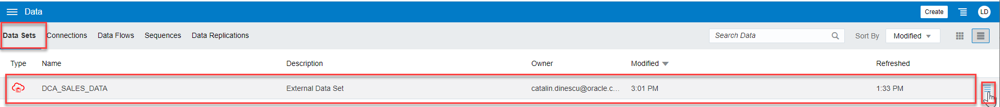 Data Create LD
Data Sets Connections Data Flows Sequences Data Replications Search Data Sort By Modified
Type Name Description Owner Modified Refreshed
DCA_SALES_DATA External Data Set catalin.dinescu@oracle.c... 3:01 PM 1:33 PM